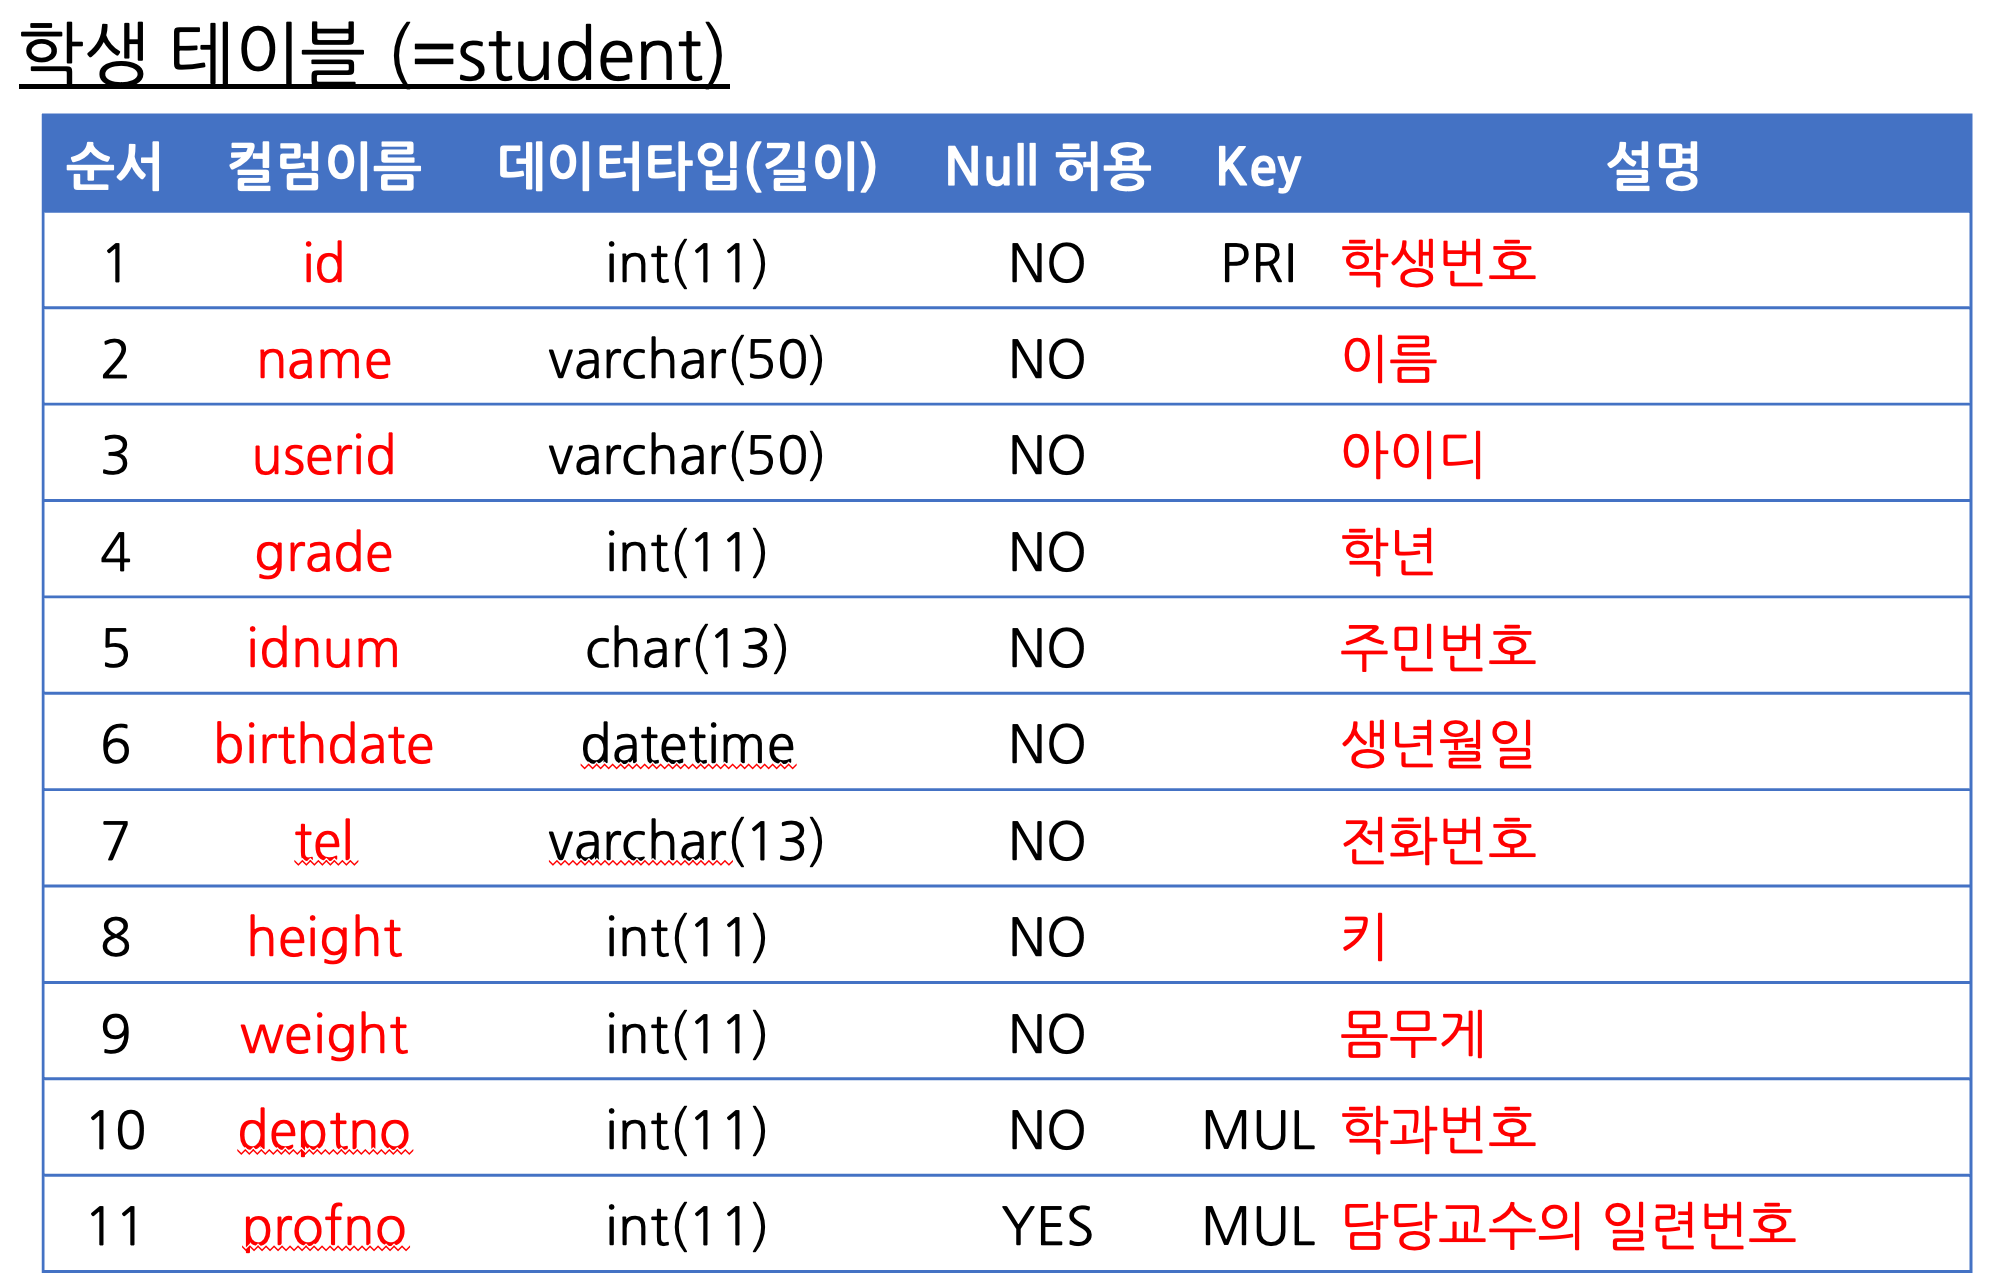 학생 테이블 (=student)
순서 컬럼이름 데이터타입(길이) Null 허용 Key 설명
1 id int(11) NO PRI 학생번호
2 name varchar(50) NO 이름
3 userid varchar(50) NO 아이디
4 grade int(11) NO 학년
5 idnum char(13) NO 주민번호
6 birthdate datetime NO 생년월일
7 tel varchar(13) NO 전화번호
8 height int(11) NO 키
9 weight int(11) NO 몸무게
10 deptno int(11) NO MUL 학과번호
11 profno int(11) YES MUL 담당교수의 일련번호